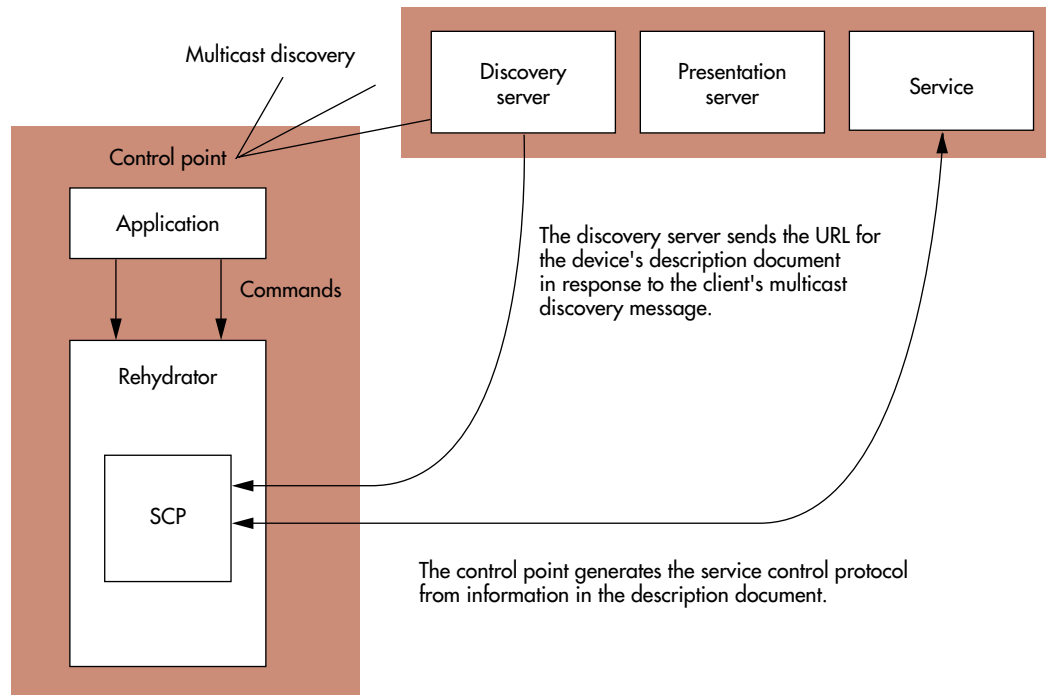 Multicast discovery
Discovery
server
Presentation
server
Service
Control point
Application
Commands
Rehydrator
SCP
The discovery server sends the URL for
the device's description document
in response to the client's multicast
discovery message.
The control point generates the service control protocol
from information in the description document.